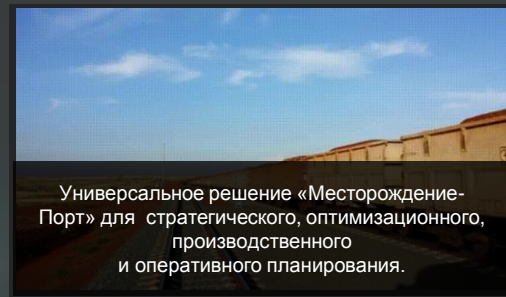 Универсальное решение «Месторождение-
Порт» для стратегического, оптимизационного,
производственного
и оперативного планирования.